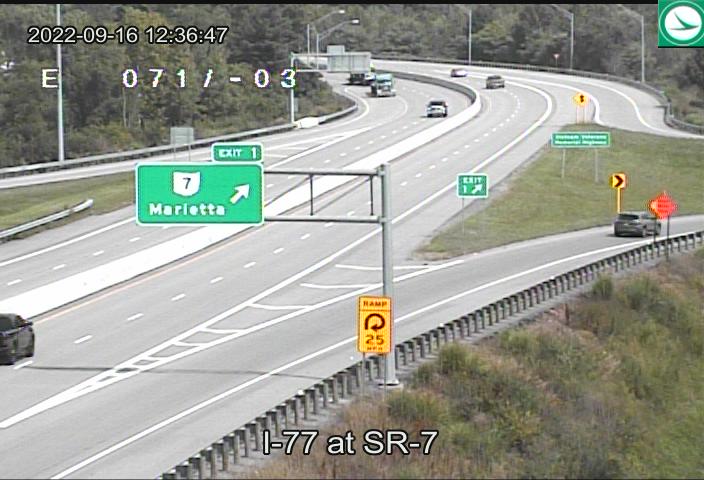 2022-09-16 12:36:47
E 071/-03
EXIT 1
7
Marietta
EXIT
1
Vietnam Veterans
Memorial Highway
RAMP
25
MPH
I-77 at SR-7